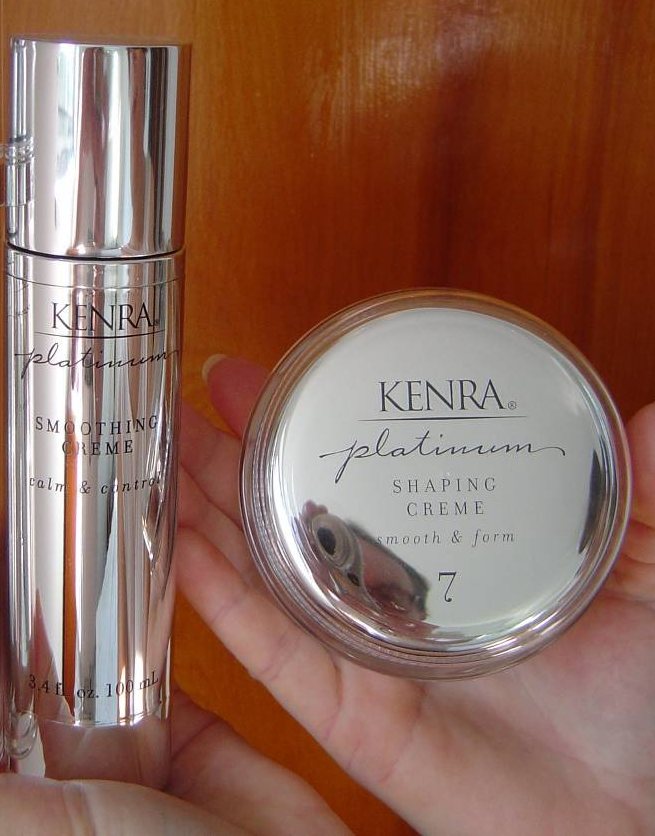 KENRA®
platinum
SMOOTHING
CREME
calm & control
3.4 fl. oz. 100 mL
KENRA®
platinum
SHAPING
CREME
smooth & form
7